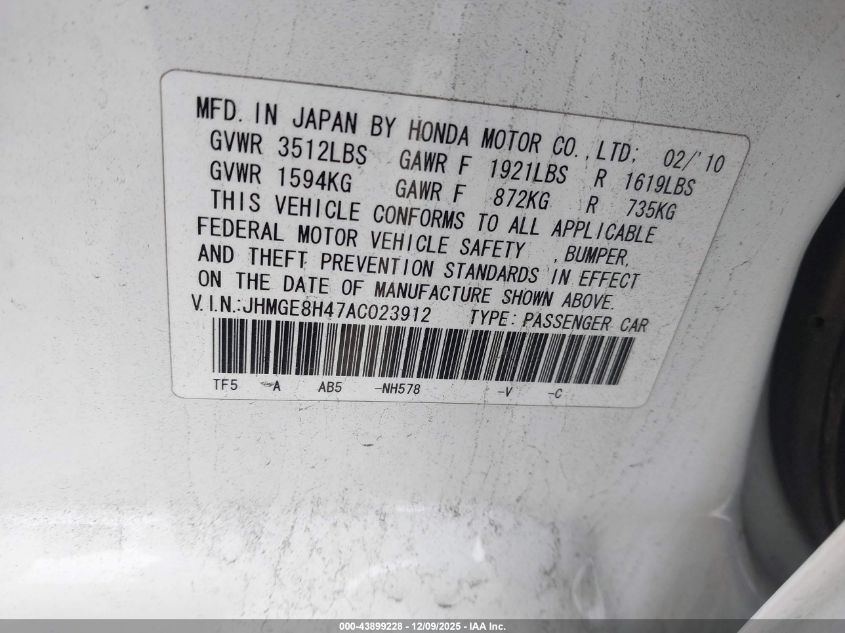 MFD. IN JAPAN BY HONDA MOTOR CO., LTD; 02/'10
GVWR 3512LBS GAWR F 1921LBS R 1619LBS
GVWR 1594KG GAWR F 872KG R 735KG
THIS VEHICLE CONFORMS TO ALL APPLICABLE
FEDERAL MOTOR VEHICLE SAFETY , BUMPER,
AND THEFT PREVENTION STANDARDS IN EFFECT
ON THE DATE OF MANUFACTURE SHOWN ABOVE.
V.I.N.:JHMGE8H47AC023912 TYPE: PASSENGER CAR
TF5 -A AB5 -NH578 -V -C
000-43899228 - 12/09/2025 - IAA Inc.